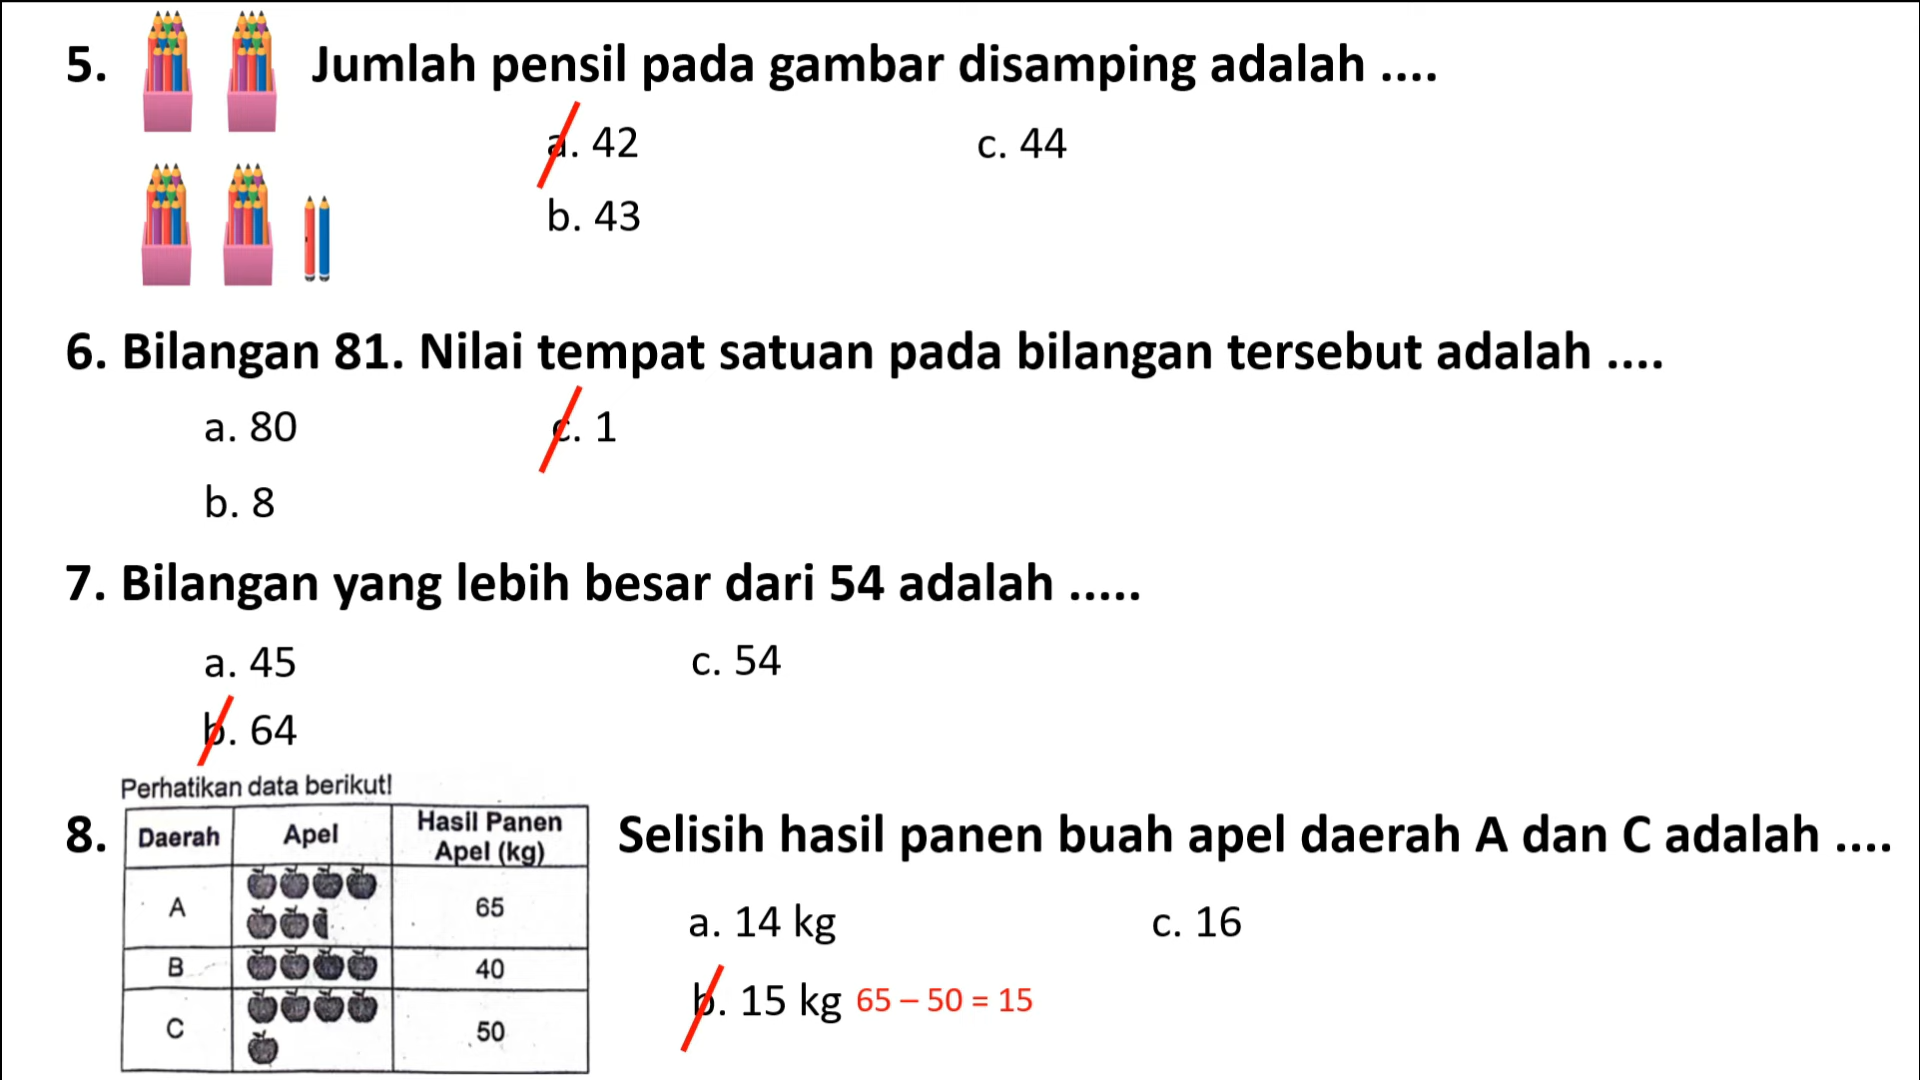 5. Jumlah pensil pada gambar disamping adalah ....
a. 42 c. 44
b. 43
6. Bilangan 81. Nilai tempat satuan pada bilangan tersebut adalah ....
a. 80 c. 1
b. 8
7. Bilangan yang lebih besar dari 54 adalah .....
a. 45 c. 54
b. 64
Perhatikan data berikut!
8. Selisih hasil panen buah apel daerah A dan C adalah ....
Daerah Apel Hasil Panen
Apel (kg)
A 65
B 40
C 50
a. 14 kg c. 16
b. 15 kg 65 – 50 = 15